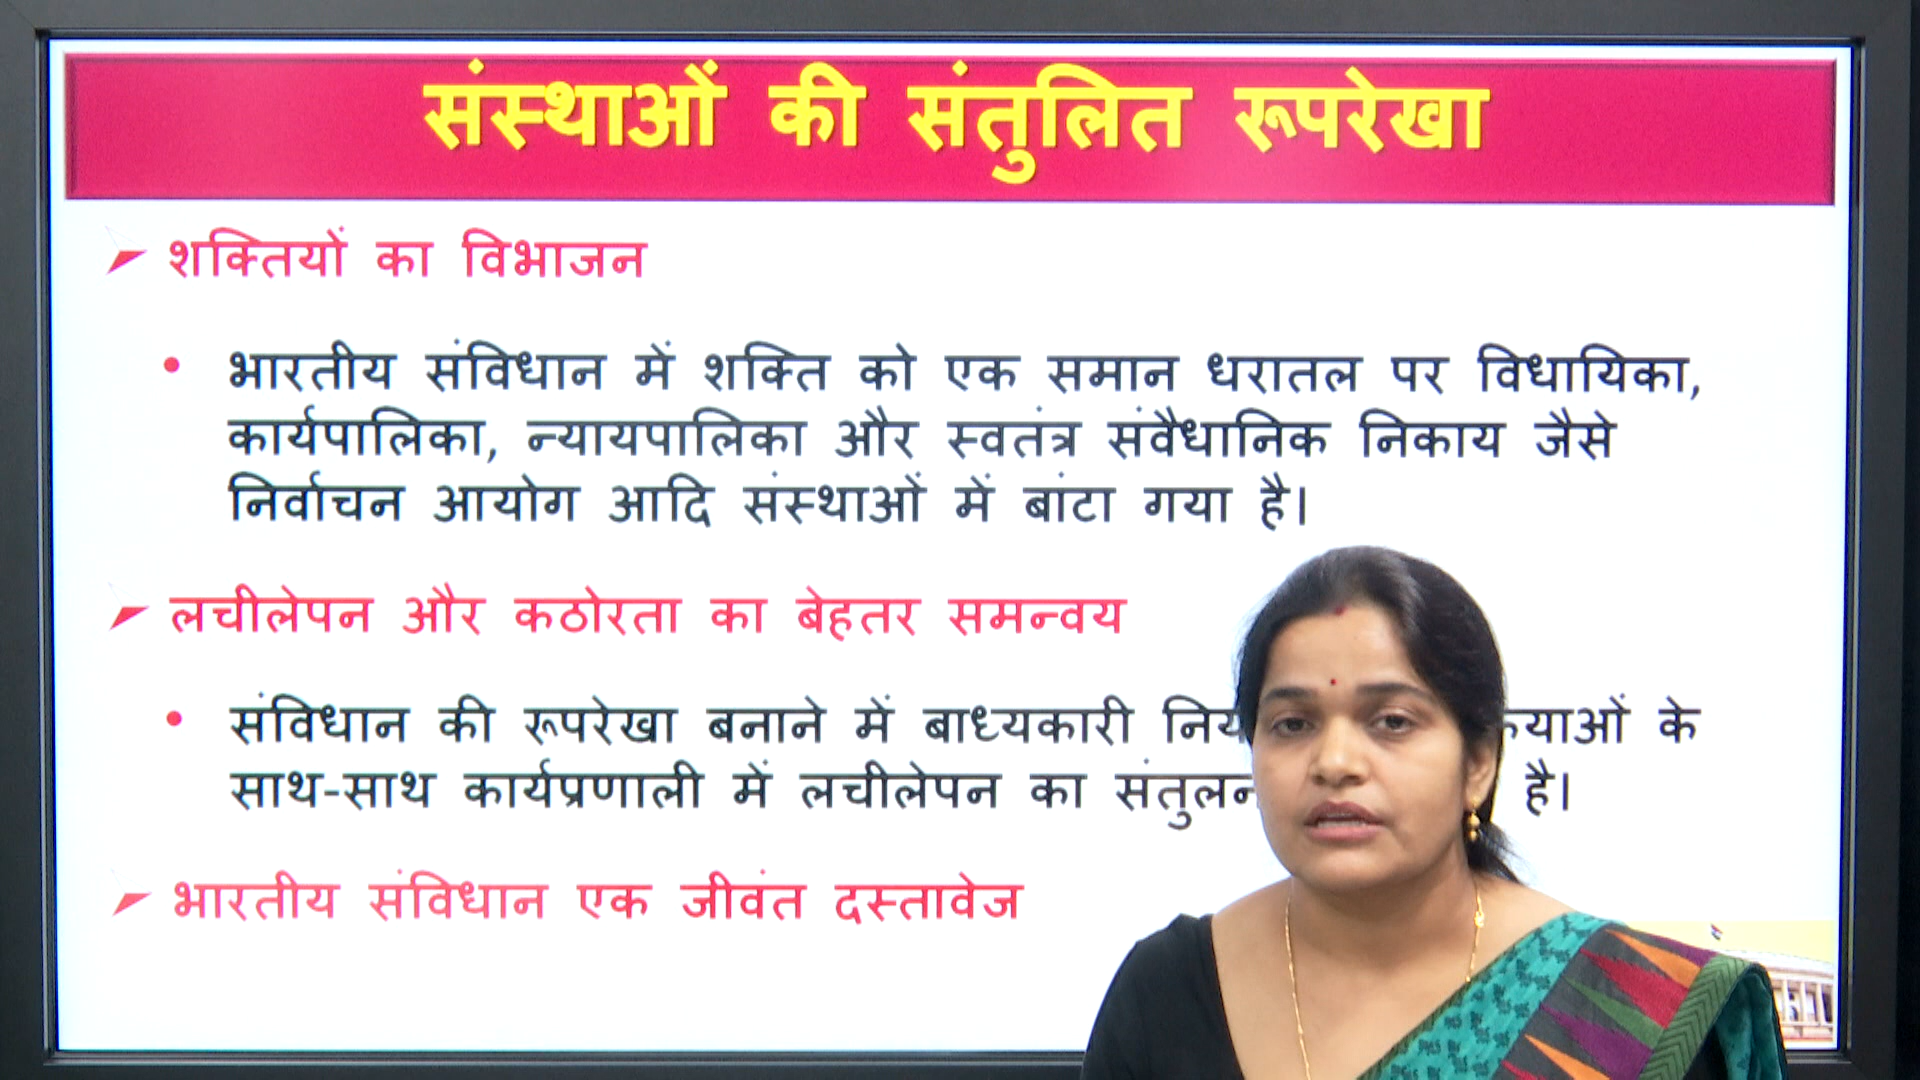 संस्थाओं की संतुलित रूपरेखा
शक्तियों का विभाजन
भारतीय संविधान में शक्ति को एक समान धरातल पर विधायिका,
कार्यपालिका, न्यायपालिका और स्वतंत्र संवैधानिक निकाय जैसे
निर्वाचन आयोग आदि संस्थाओं में बांटा गया है।
लचीलेपन और कठोरता का बेहतर समन्वय
संविधान की रूपरेखा बनाने में बाध्यकारी के
साथ-साथ कार्यप्रणाली में लचीलेपन का है।
भारतीय संविधान एक जीवंत दस्तावेज